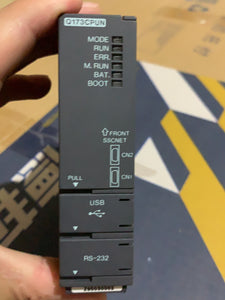 Q173CPUN
MODE
RUN
ERR.
M.RUN
BAT.
BOOT
FRONT
SSCNET
CN2
CN1
PULL
USB
RS-232